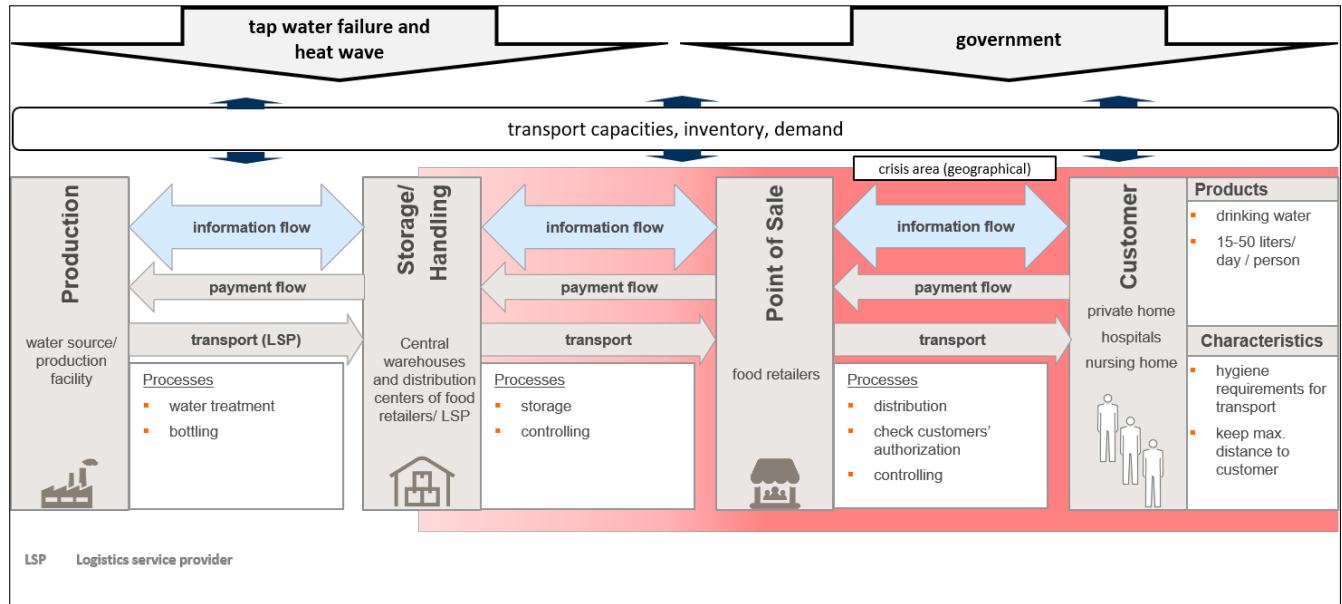 tap water failure and
heat wave
government
transport capacities, inventory, demand
crisis area (geographical)
Production
water source/
production
facility
information flow
payment flow
transport (LSP)
Processes
water treatment
bottling
Storage/
Handling
Central
warehouses
and distribution
centers of food
retailers/ LSP
information flow
payment flow
transport
Processes
storage
controlling
Point of Sale
food retailers
information flow
payment flow
transport
Processes
distribution
check customers’
authorization
controlling
Customer
private home
hospitals
nursing home
Products
drinking water
15-50 liters/
day / person
Characteristics
hygiene
requirements for
transport
keep max.
distance to
customer
LSP Logistics service provider